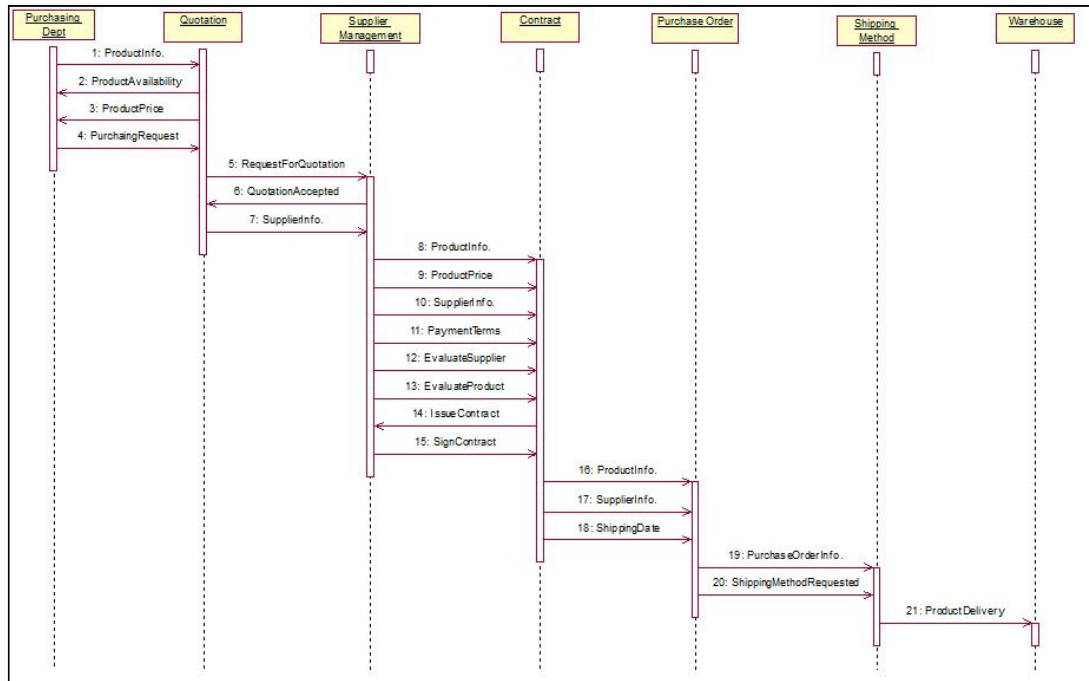 Purchasing
Dept
Quotation
Supplier
Management
Contract
Purchase Order
Shipping
Method
Warehouse
1: ProductInfo.
2: ProductAvailability
3: ProductPrice
4: PurchaingRequest
5: RequestForQuotation
6: QuotationAccepted
7: SupplierInfo.
8: ProductInfo.
9: ProductPrice
10: SupplierInfo.
11: PaymentTerms
12: EvaluateSupplier
13: EvaluateProduct
14: IssueContract
15: SignContract
16: ProductInfo.
17: SupplierInfo.
18: ShippingDate
19: PurchaseOrderInfo.
20: ShippingMethodRequested
21: ProductDelivery